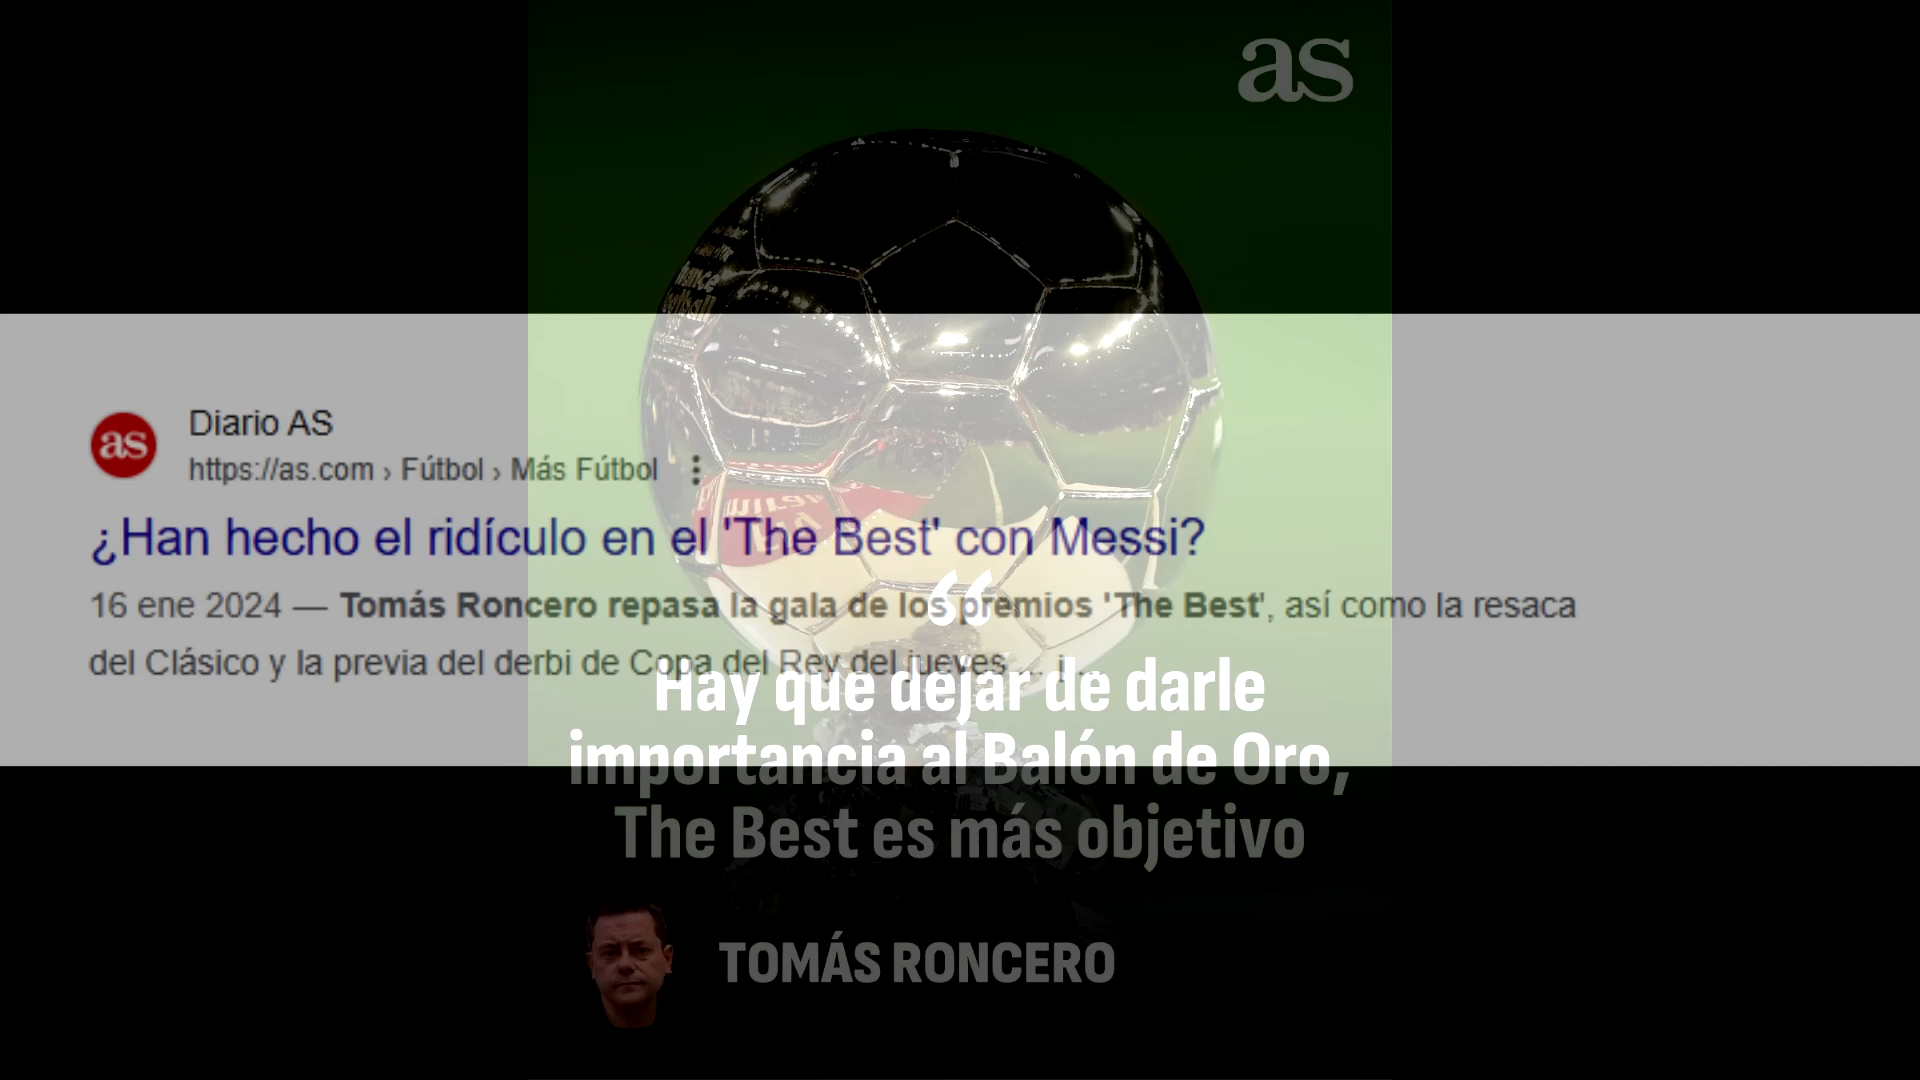 as
France
football
as
Diario AS
https://as.com › Fútbol › Más Fútbol
¿Han hecho el ridículo en el 'The Best' con Messi?
16 ene 2024 — Tomás Roncero repasa la gala de los premios 'The Best', así como la resaca
del Clásico y la previa del derbi de Copa del Rey del jueves...
“
Hay que dejar de darle
importancia al Balón de Oro,
The Best es más objetivo
TOMÁS RONCERO